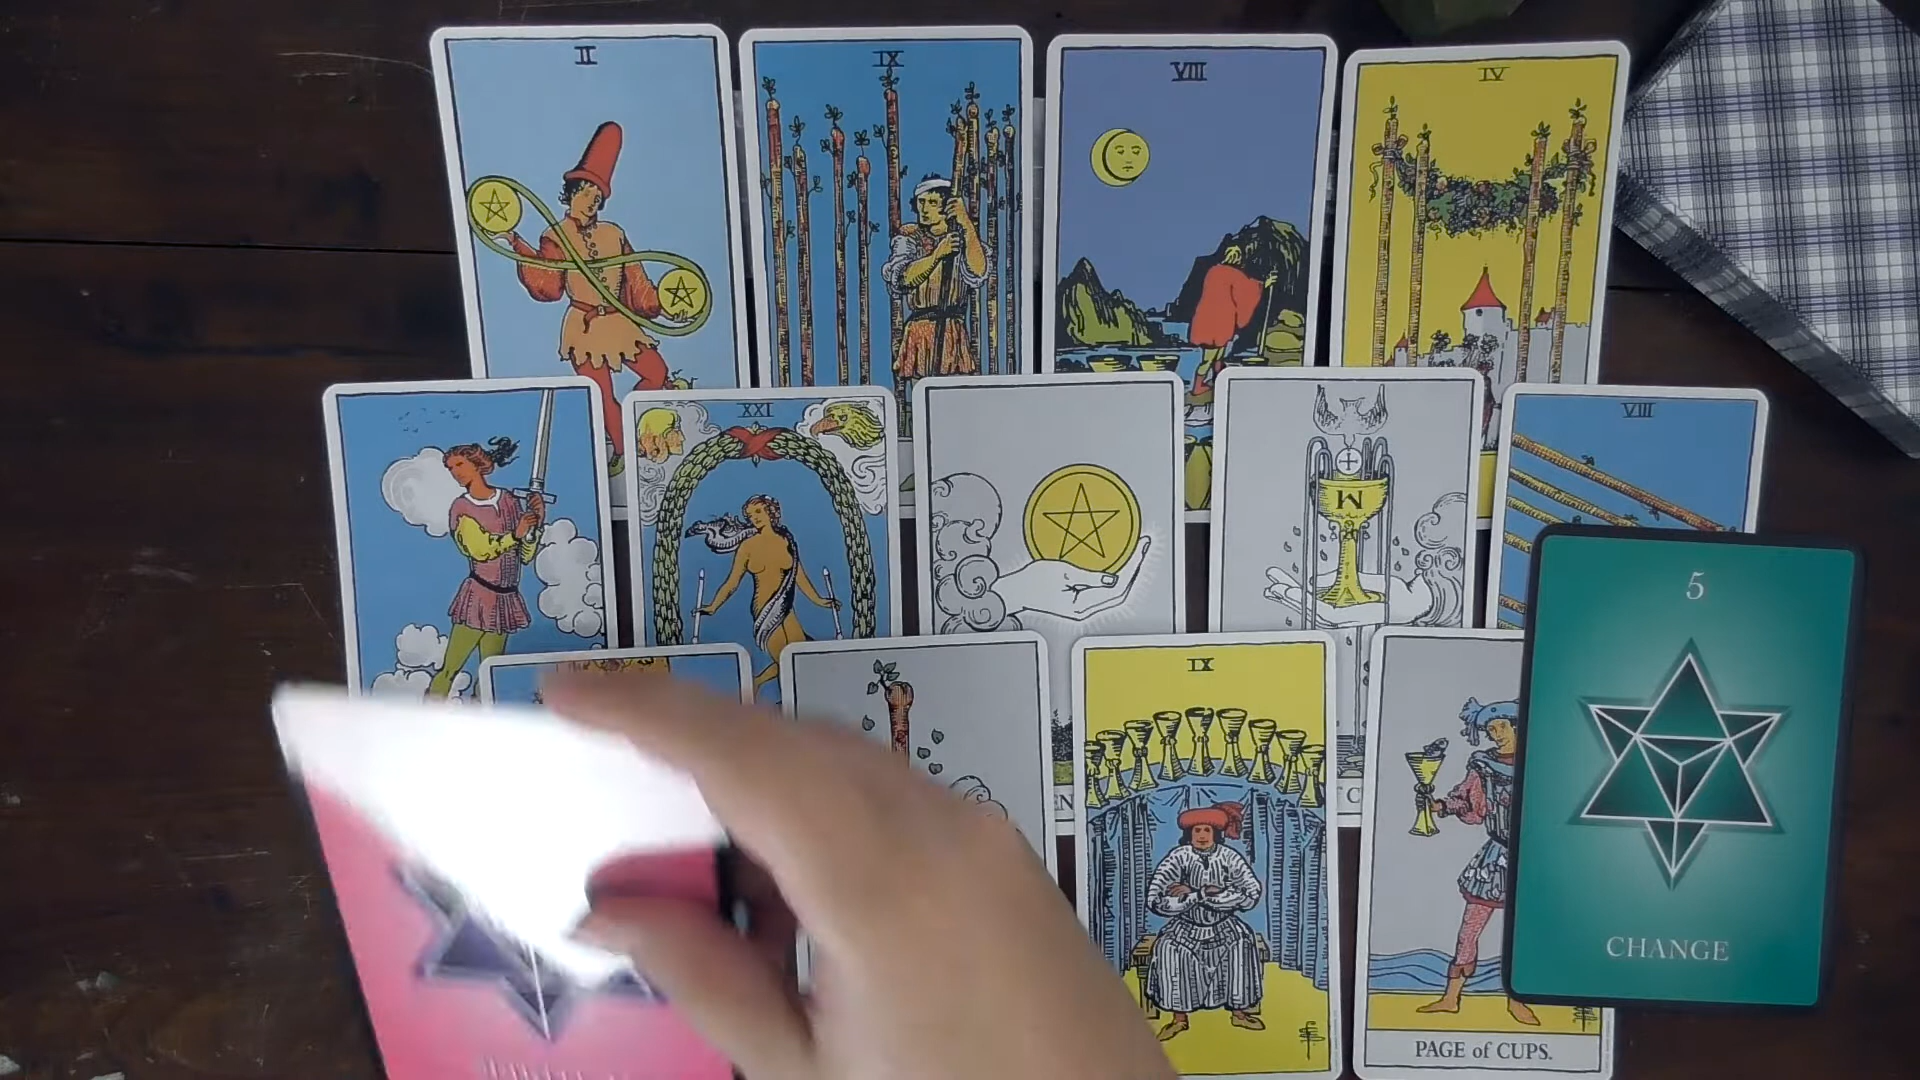 II
IX
VIII
IV
XXI
M
VIII
IX
5
CHANGE
PAGE of CUPS.